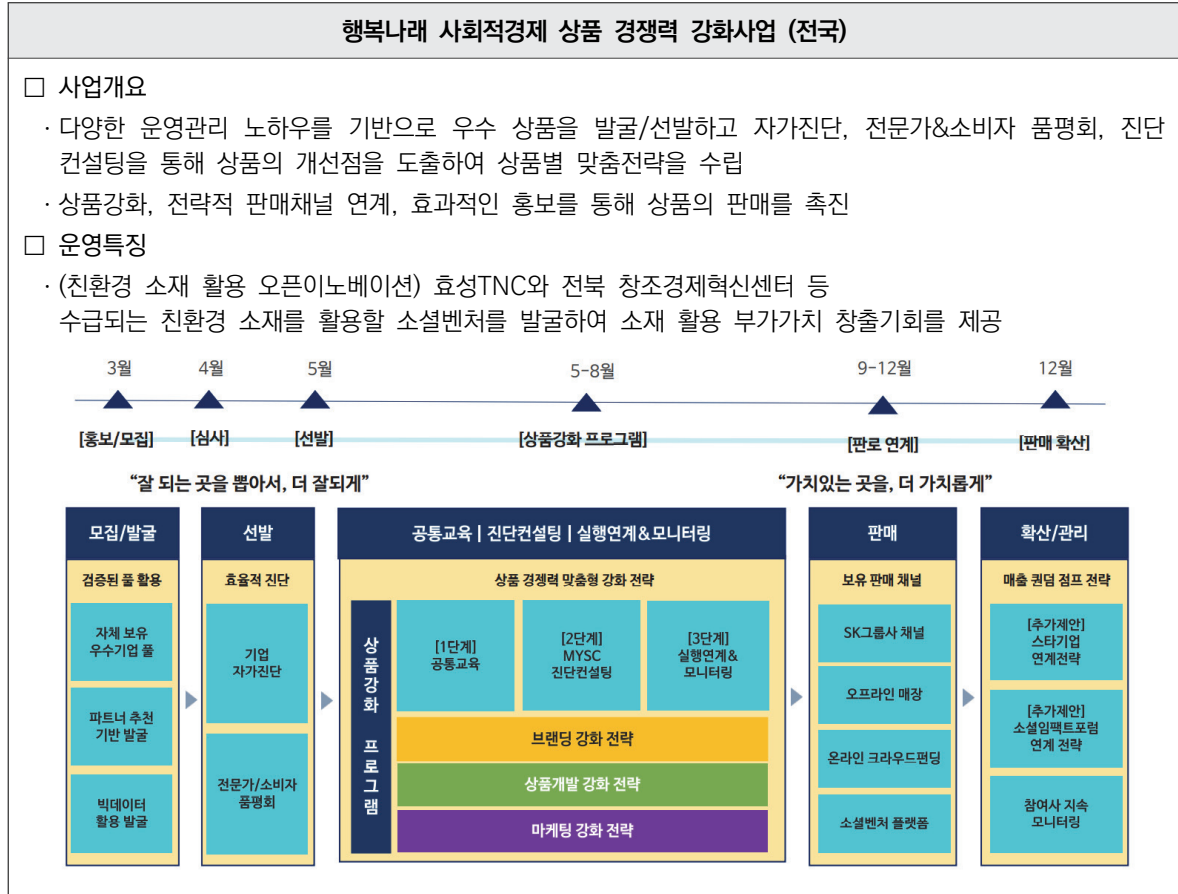 행복나래 사회적경제 상품 경쟁력 강화사업 (전국)
□ 사업개요
· 다양한 운영관리 노하우를 기반으로 우수 상품을 발굴/선발하고 자가진단, 전문가&소비자 품평회, 진단
컨설팅을 통해 상품의 개선점을 도출하여 상품별 맞춤전략을 수립
· 상품강화, 전략적 판매채널 연계, 효과적인 홍보를 통해 상품의 판매를 촉진
□ 운영특징
· (친환경 소재 활용 오픈이노베이션) 효성TNC와 전북 창조경제혁신센터 등
수급되는 친환경 소재를 활용할 소셜벤처를 발굴하여 소재 활용 부가가치 창출기회를 제공
3월 4월 5월 5-8월 9-12월 12월
[홍보/모집] [심사] [선발] [상품강화 프로그램] [판로 연계] [판매 확산]
“잘 되는 곳을 뽑아서, 더 잘되게” “가치있는 곳을, 더 가치롭게”
모집/발굴
검증된 풀 활용
자체 보유
우수기업 풀
파트너 추천
기반 발굴
빅데이터
활용 발굴
선발
효율적 진단
기업
자가진단
전문가/소비자
품평회
공통교육 | 진단컨설팅 | 실행연계&모니터링
상품 경쟁력 맞춤형 강화 전략
상품강화 프로그램
[1단계]
공통교육
[2단계]
MYSC
진단컨설팅
[3단계]
실행연계&
모니터링
브랜딩 강화 전략
상품개발 강화 전략
마케팅 강화 전략
판매
보유 판매 채널
SK그룹사 채널
오프라인 매장
온라인 크라우드펀딩
소셜벤처 플랫폼
확산/관리
매출 퀀덤 점프 전략
[추가제안]
스타기업
연계전략
[추가제안]
소셜임팩트포럼
연계 전략
참여사 지속
모니터링